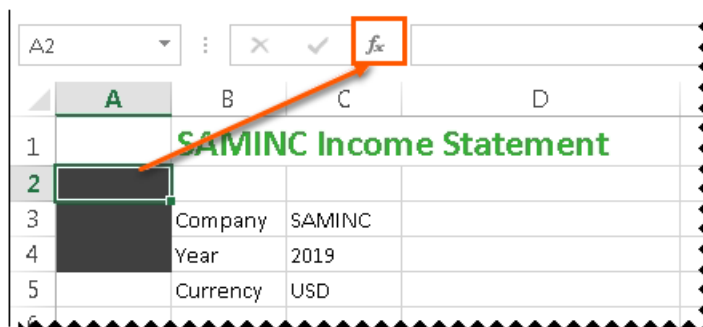 A2 fx
A B C D
1 SAMINC Income Statement
2
3 Company SAMINC
4 Year 2019
5 Currency USD